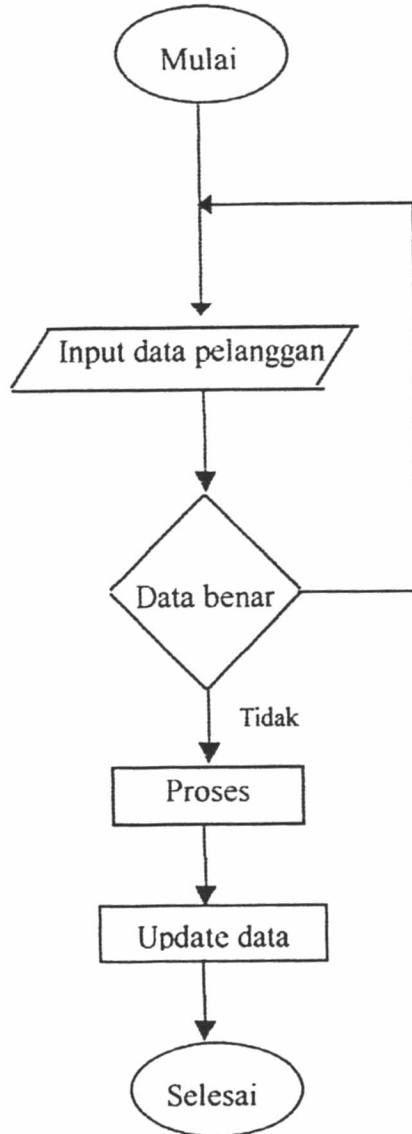 Mulai
Input data pelanggan
Data benar
Tidak
Proses
Update data
Selesai